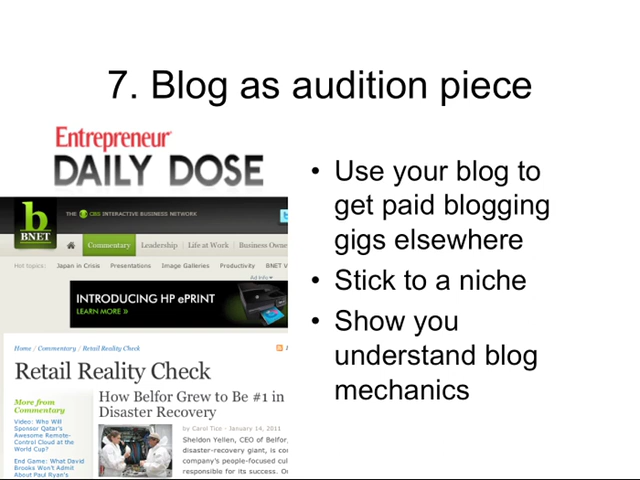 7. Blog as audition piece
Entrepreneur
DAILY DOSE
b
BNET
THE CBS INTERACTIVE BUSINESS NETWORK
Commentary
Leadership
Life at Work
Business Owne
Hot topics:
Japan in Crisis
Presentations
Image Galleries
Productivity
BNET V
Ad Info
INTRODUCING HP ePRINT
LEARN MORE »
Home / Commentary / Retail Reality Check
Retail Reality Check
More from
Commentary
Video: Who Will
Sponsor Qatar's
Awesome Remote-
Control Cloud at the
World Cup?
End Game: What David
Brooks Won't Admit
About Paul Ryan's
How Belfor Grew to Be #1 in
Disaster Recovery
by Carol Tice - January 14, 2011
Sheldon Yellen, CEO of Belfor,
disaster-recovery giant, is co
company's people-focused cul
responsible for its success. O
• Use your blog to
get paid blogging
gigs elsewhere
• Stick to a niche
• Show you
understand blog
mechanics